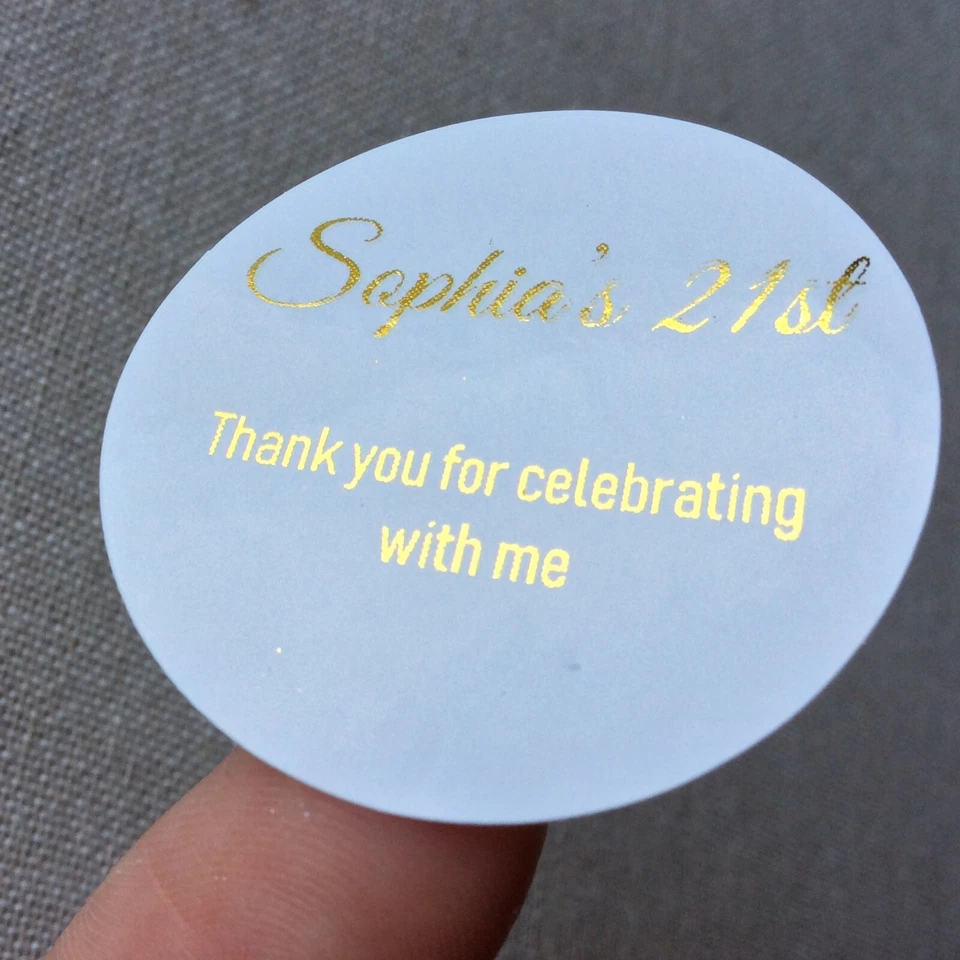 Sophia's 21st
Thank you for celebrating
with me